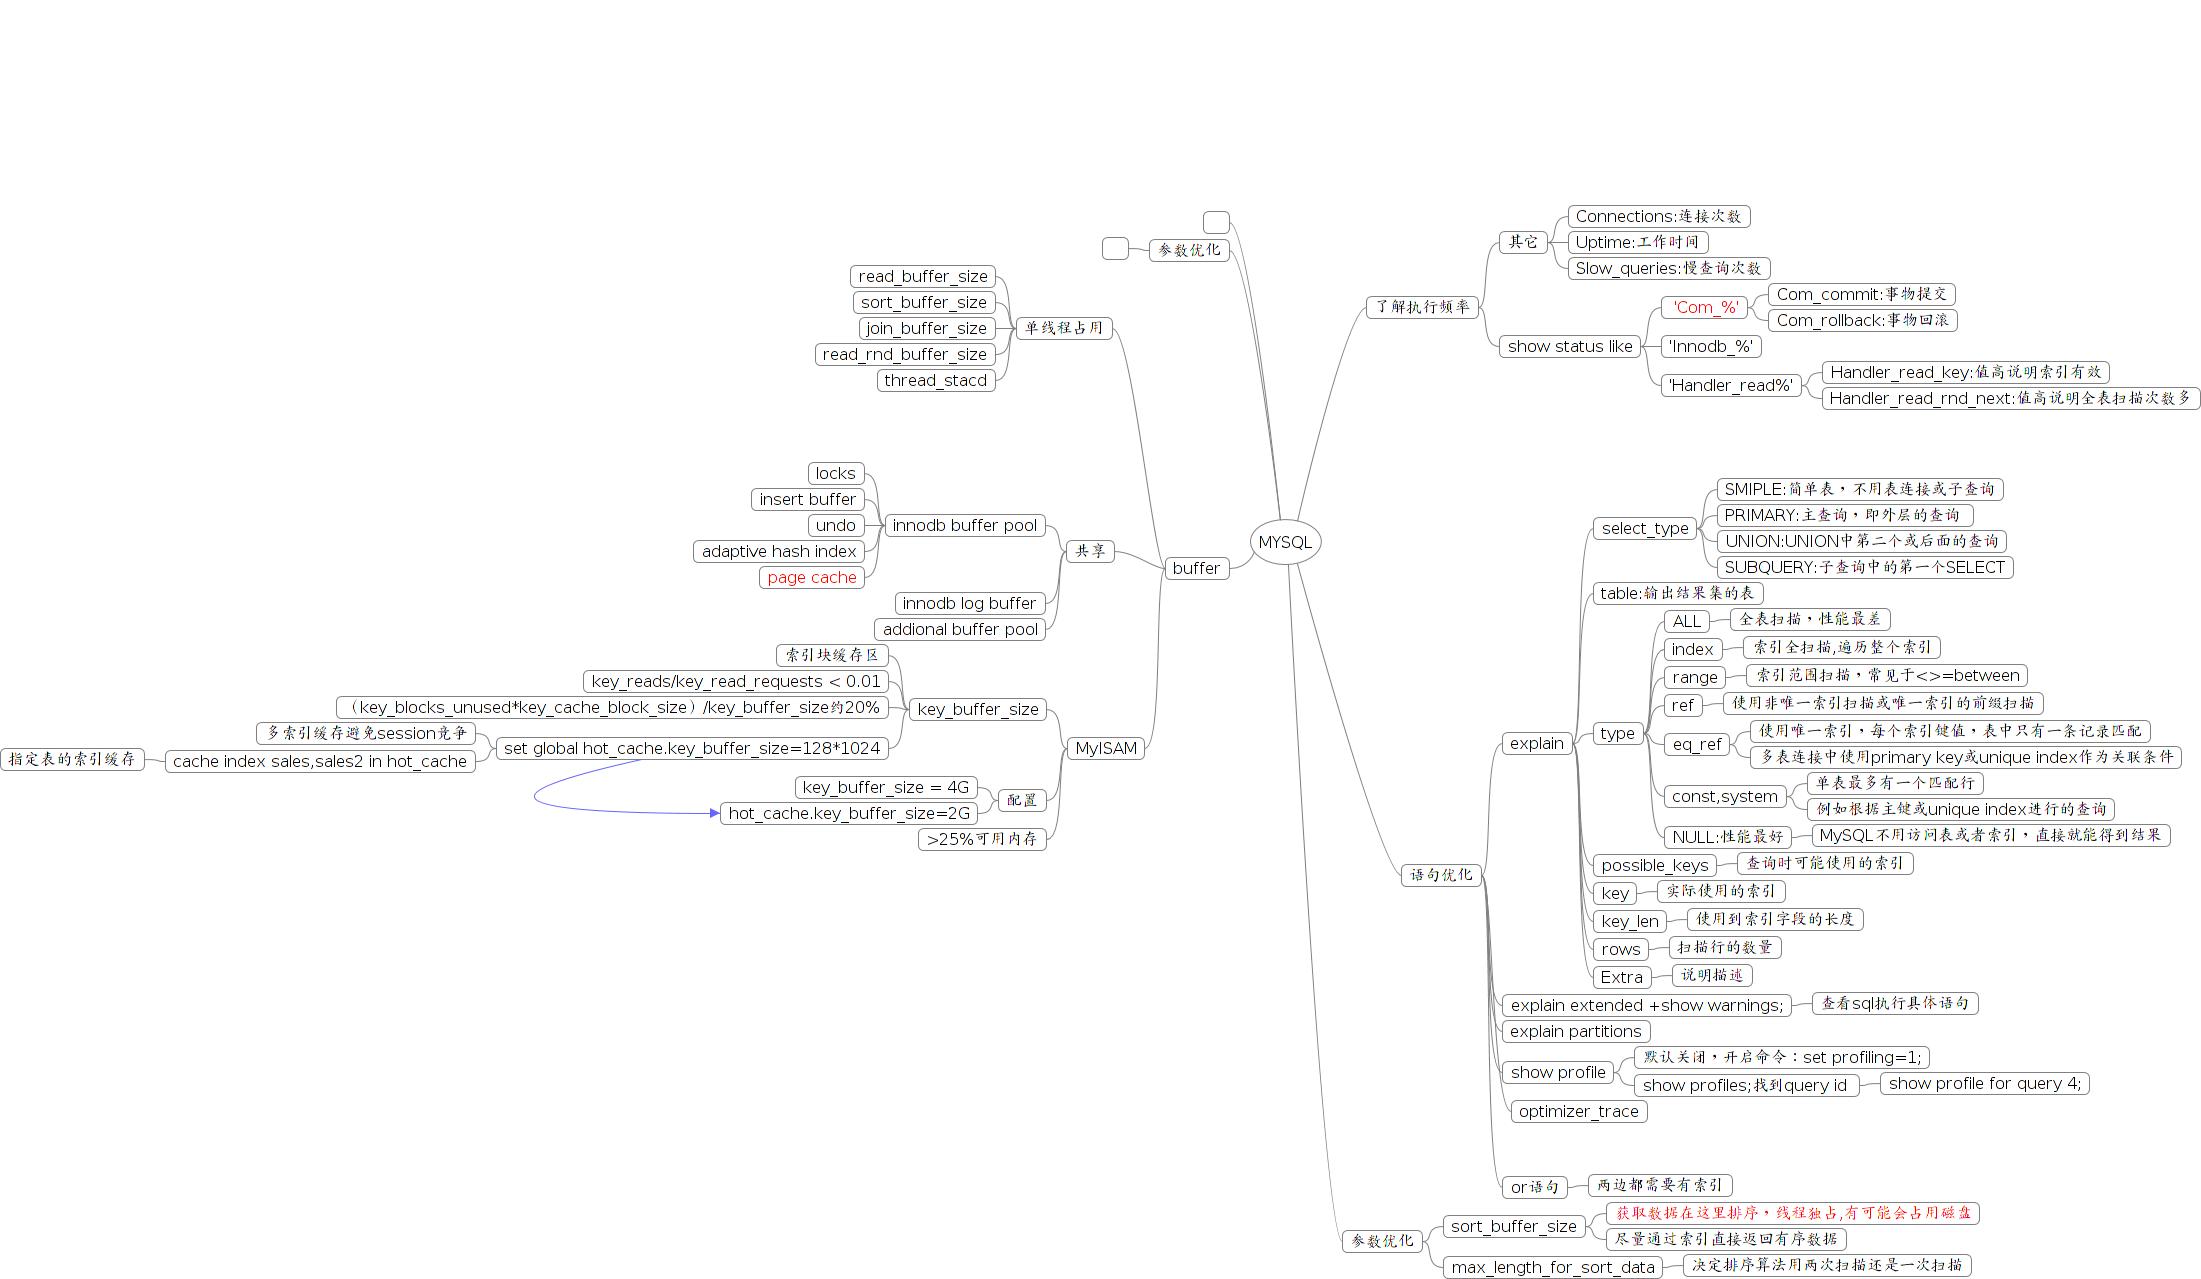 MYSQL
了解执行频率
其它
Connections:连接次数
Uptime:工作时间
Slow_queries:慢查询次数
show status like
'Com_%'
Com_commit:事物提交
Com_rollback:事物回滚
'Innodb_%'
'Handler_read%'
Handler_read_key:值高说明索引有效
Handler_read_rnd_next:值高说明全表扫描次数多
语句优化
explain
select_type
SMIPLE:简单表，不用表连接或子查询
PRIMARY:主查询，即外层的查询
UNION:UNION中第二个或后面的查询
SUBQUERY:子查询中的第一个SELECT
table:输出结果集的表
type
ALL
全表扫描，性能最差
index
索引全扫描,遍历整个索引
range
索引范围扫描，常见于<>=between
ref
使用非唯一索引扫描或唯一索引的前缀扫描
eq_ref
使用唯一索引，每个索引键值，表中只有一条记录匹配
多表连接中使用primary key或unique index作为关联条件
const,system
单表最多有一个匹配行
例如根据主键或unique index进行的查询
NULL:性能最好
MySQL不用访问表或者索引，直接就能得到结果
possible_keys
查询时可能使用的索引
key
实际使用的索引
key_len
使用到索引字段的长度
rows
扫描行的数量
Extra
说明描述
explain extended +show warnings;
查看sql执行具体语句
explain partitions
show profile
默认关闭，开启命令：set profiling=1;
show profiles;找到query id
show profile for query 4;
optimizer_trace
or语句
两边都需要有索引
参数优化
sort_buffer_size
获取数据在这里排序，线程独占,有可能会占用磁盘
尽量通过索引直接返回有序数据
max_length_for_sort_data
决定排序算法用两次扫描还是一次扫描
参数优化
buffer
单线程占用
read_buffer_size
sort_buffer_size
join_buffer_size
read_rnd_buffer_size
thread_stacd
共享
innodb buffer pool
locks
insert buffer
undo
adaptive hash index
page cache
innodb log buffer
addional buffer pool
MyISAM
key_buffer_size
索引块缓存区
key_reads/key_read_requests < 0.01
（key_blocks_unused*key_cache_block_size）/key_buffer_size约20%
set global hot_cache.key_buffer_size=128*1024
多索引缓存避免session竞争
cache index sales,sales2 in hot_cache
指定表的索引缓存
配置
key_buffer_size = 4G
hot_cache.key_buffer_size=2G
>25%可用内存